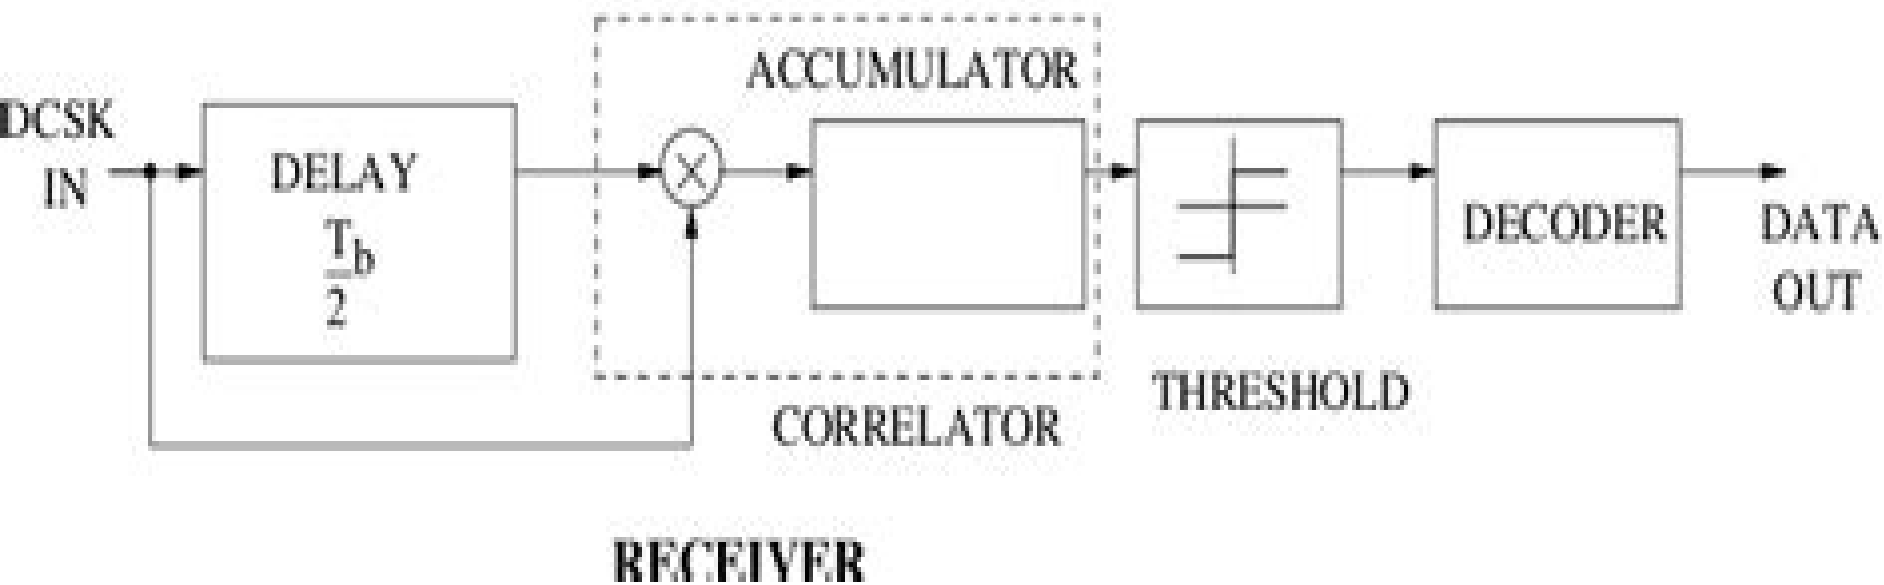 ACCUMULATOR
DCSK
IN
DELAY
T_b
2
×
DECODER
DATA
OUT
THRESHOLD
CORRELATOR
RECEIVER